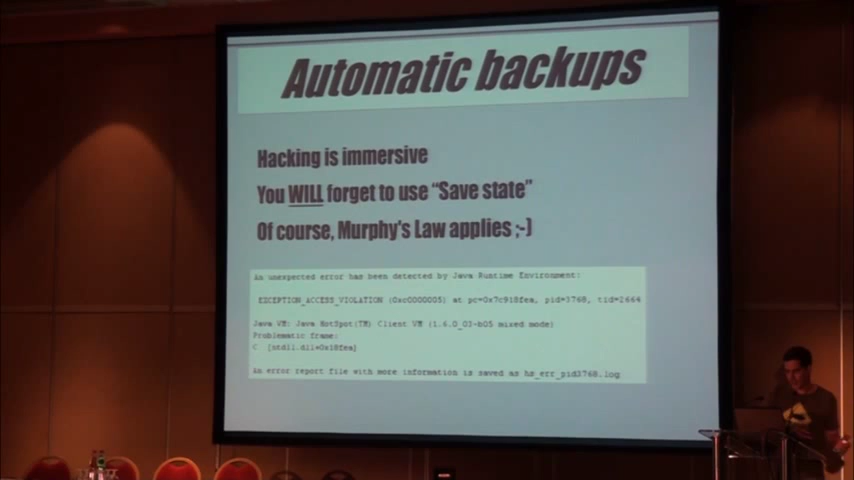 Automatic backups
Hacking is immersive
You WILL forget to use “Save state”
Of course, Murphy's Law applies ;-)
An unexpected error has been detected by Java Runtime Environment:
EXCEPTION_ACCESS_VIOLATION (0xc0000005) at pc=0x7c918fea, pid=3768, tid=2664
Java VM: Java HotSpot(TM) Client VM (1.6.0_03-b05 mixed mode)
Problematic frame:
C [ntdll.dll+0x18fea]
An error report file with more information is saved as hs_err_pid3768.log